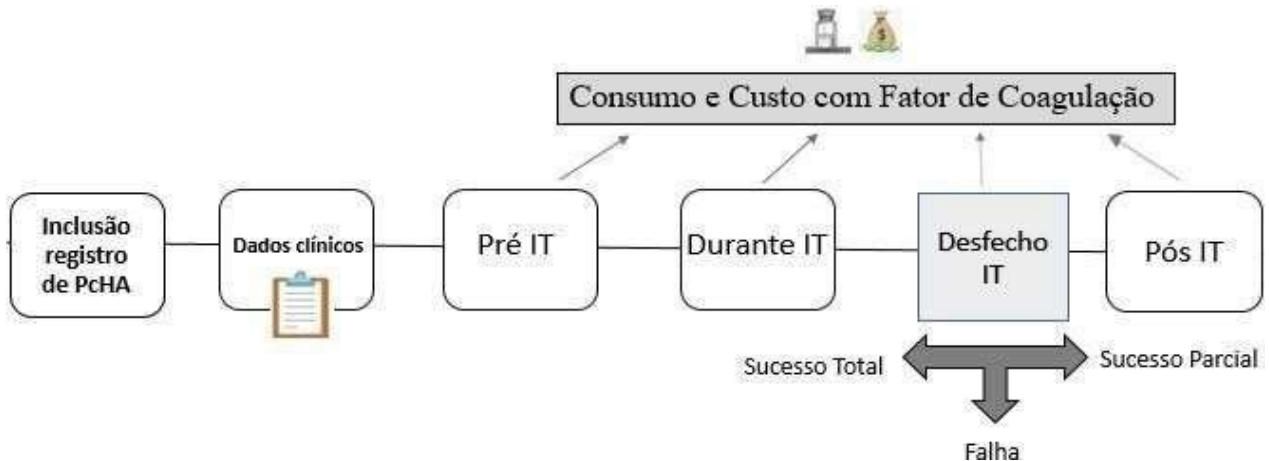 Consumo e Custo com Fator de Coagulação
Inclusão
registro
de PcHA
Dados clínicos
Pré IT
Durante IT
Desfecho
IT
Pós IT
Sucesso Total
Sucesso Parcial
Falha